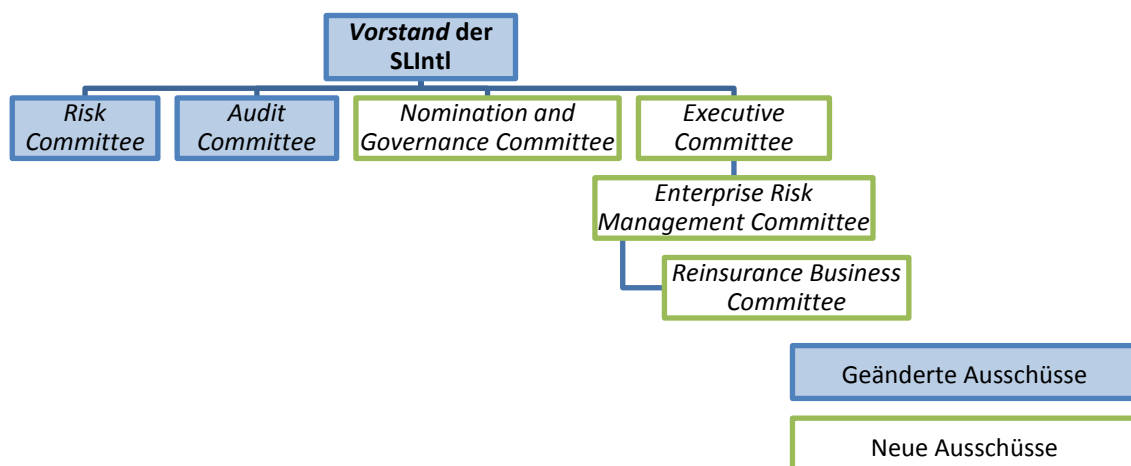 Vorstand der
SLIntl
Risk
Committee
Audit
Committee
Nomination and
Governance Committee
Executive
Committee
Enterprise Risk
Management Committee
Reinsurance Business
Committee
Geänderte Ausschüsse
Neue Ausschüsse